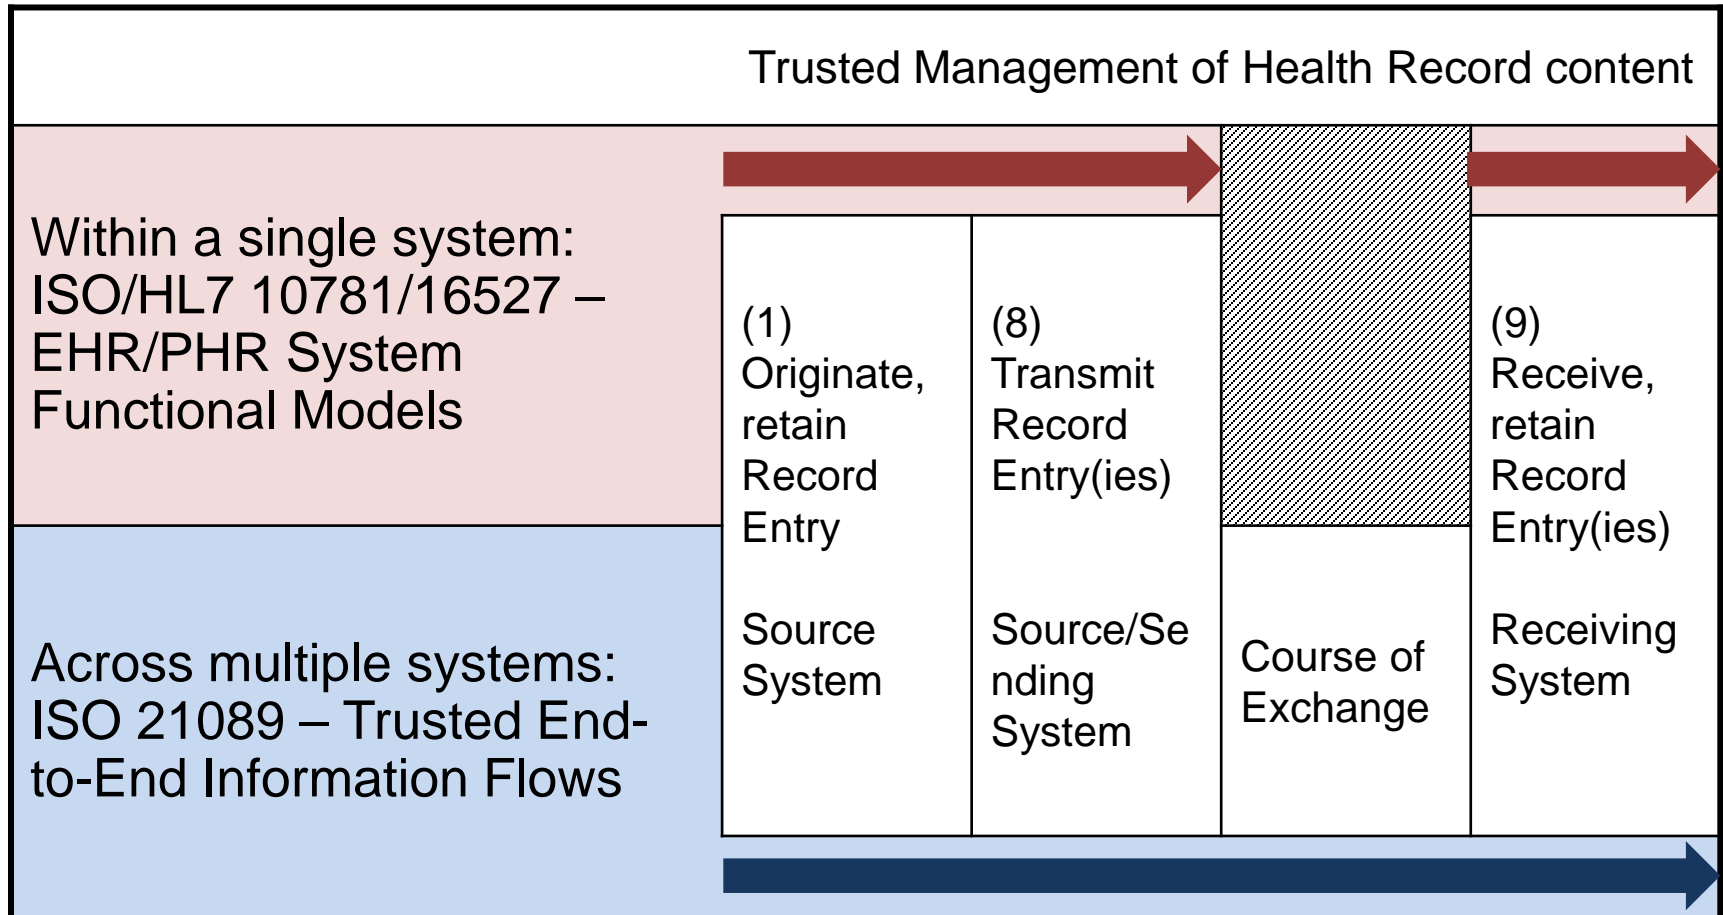 Trusted Management of Health Record content
Within a single system:
ISO/HL7 10781/16527 –
EHR/PHR System
Functional Models
(1)
Originate,
retain
Record
Entry
Source
System
(8)
Transmit
Record
Entry(ies)
Source/Se
nding
System
Course of
Exchange
(9)
Receive,
retain
Record
Entry(ies)
Receiving
System
Across multiple systems:
ISO 21089 – Trusted End-
to-End Information Flows